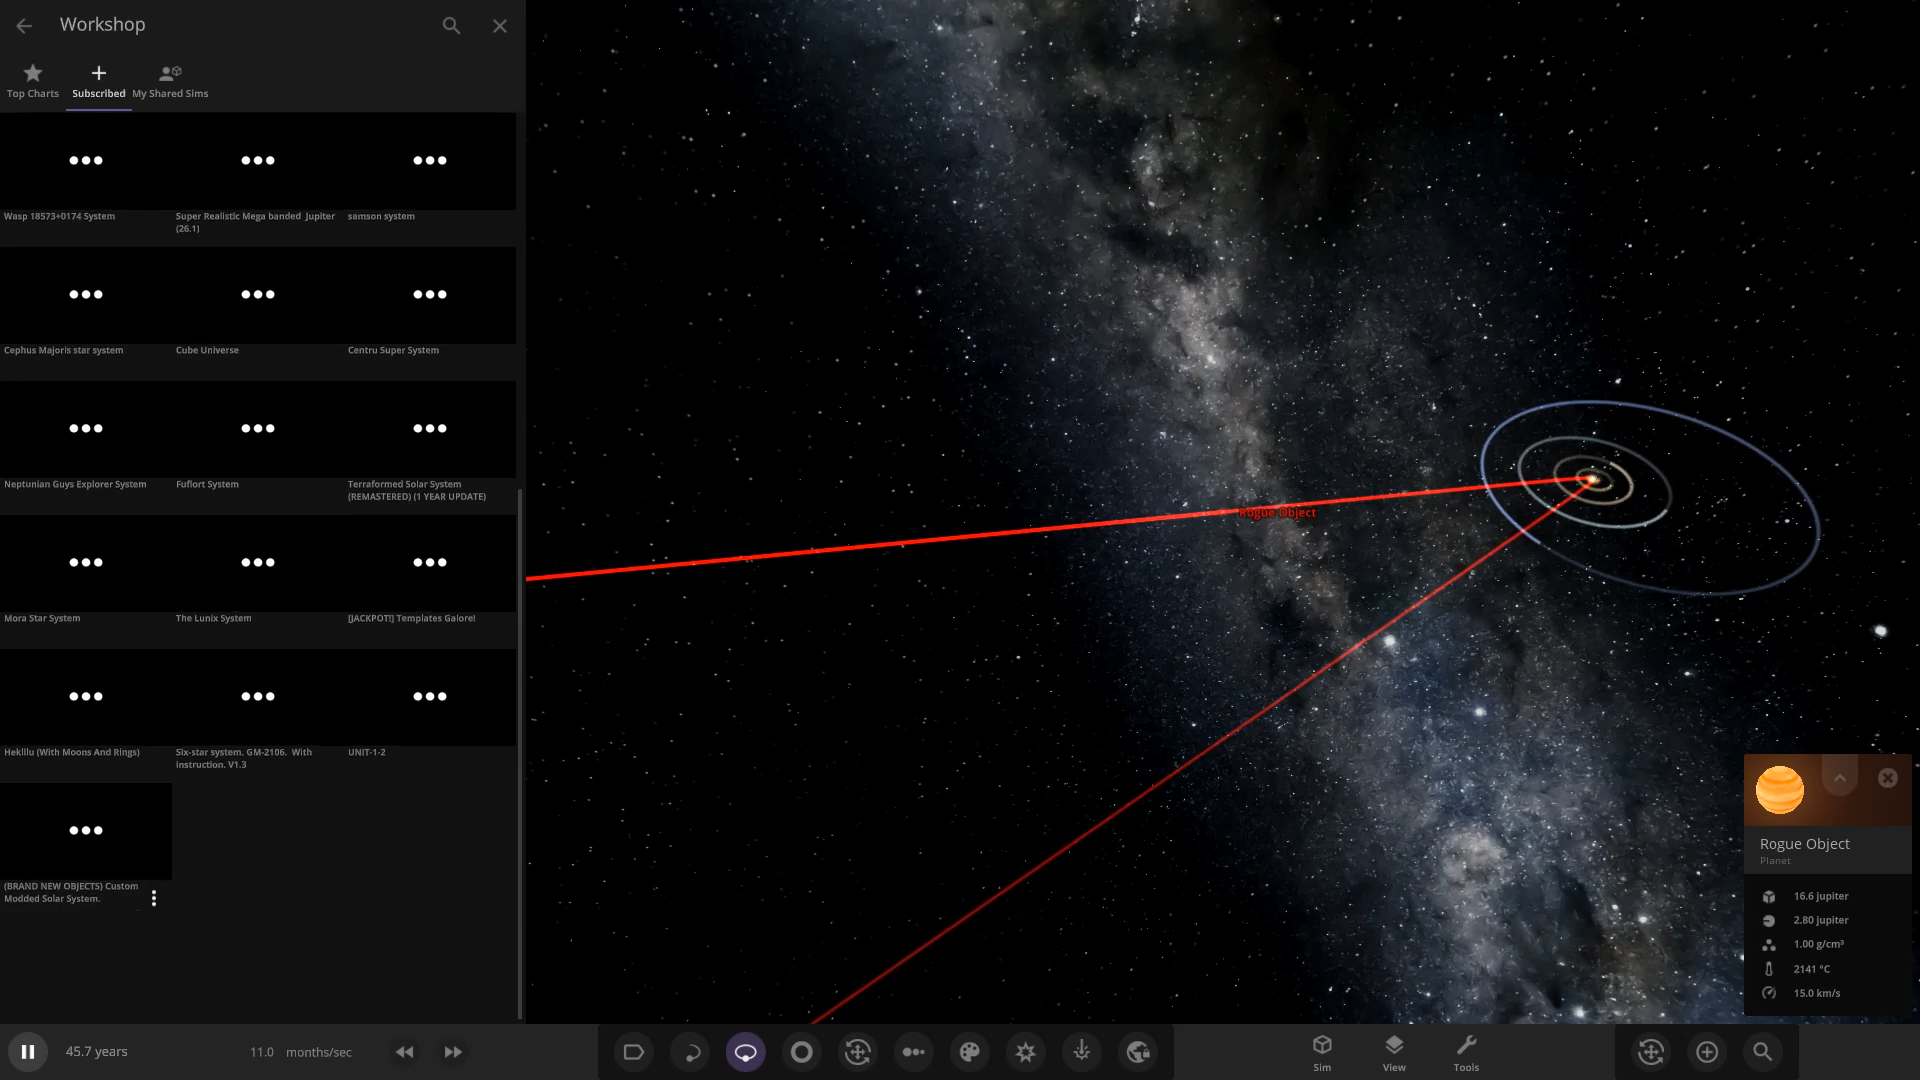 Workshop
Top Charts
Subscribed
My Shared Sims
Wasp 18573+0174 System
Super Realistic Mega banded Jupiter
(26.1)
samson system
Cephus Majoris star system
Cube Universe
Centru Super System
Neptunian Guys Explorer System
Fuflort System
Terraformed Solar System
(REMASTERED) (1 YEAR UPDATE)
Mora Star System
The Lunix System
[JACKPOT!] Templates Galore!
Hekillu (With Moons And Rings)
Six-star system. GM-2106. With
instruction. V1.3
UNIT-1-2
(BRAND NEW OBJECTS) Custom
Modded Solar System.
Rogue Object
Rogue Object
Planet
16.6 jupiter
2.80 jupiter
1.00 g/cm³
2141 °C
15.0 km/s
45.7 years
11.0 months/sec
Sim
View
Tools